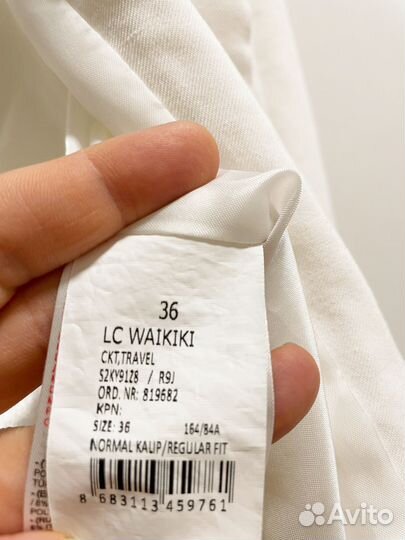 36
LC WAIKIKI
CKT,TRAVEL
S2KY91Z8 / R9J
ORD. NR: 819682
KPN:
SIZE: 36 164/84A
NORMAL KALIP/REGULAR FIT
8 683113 459761
Avito